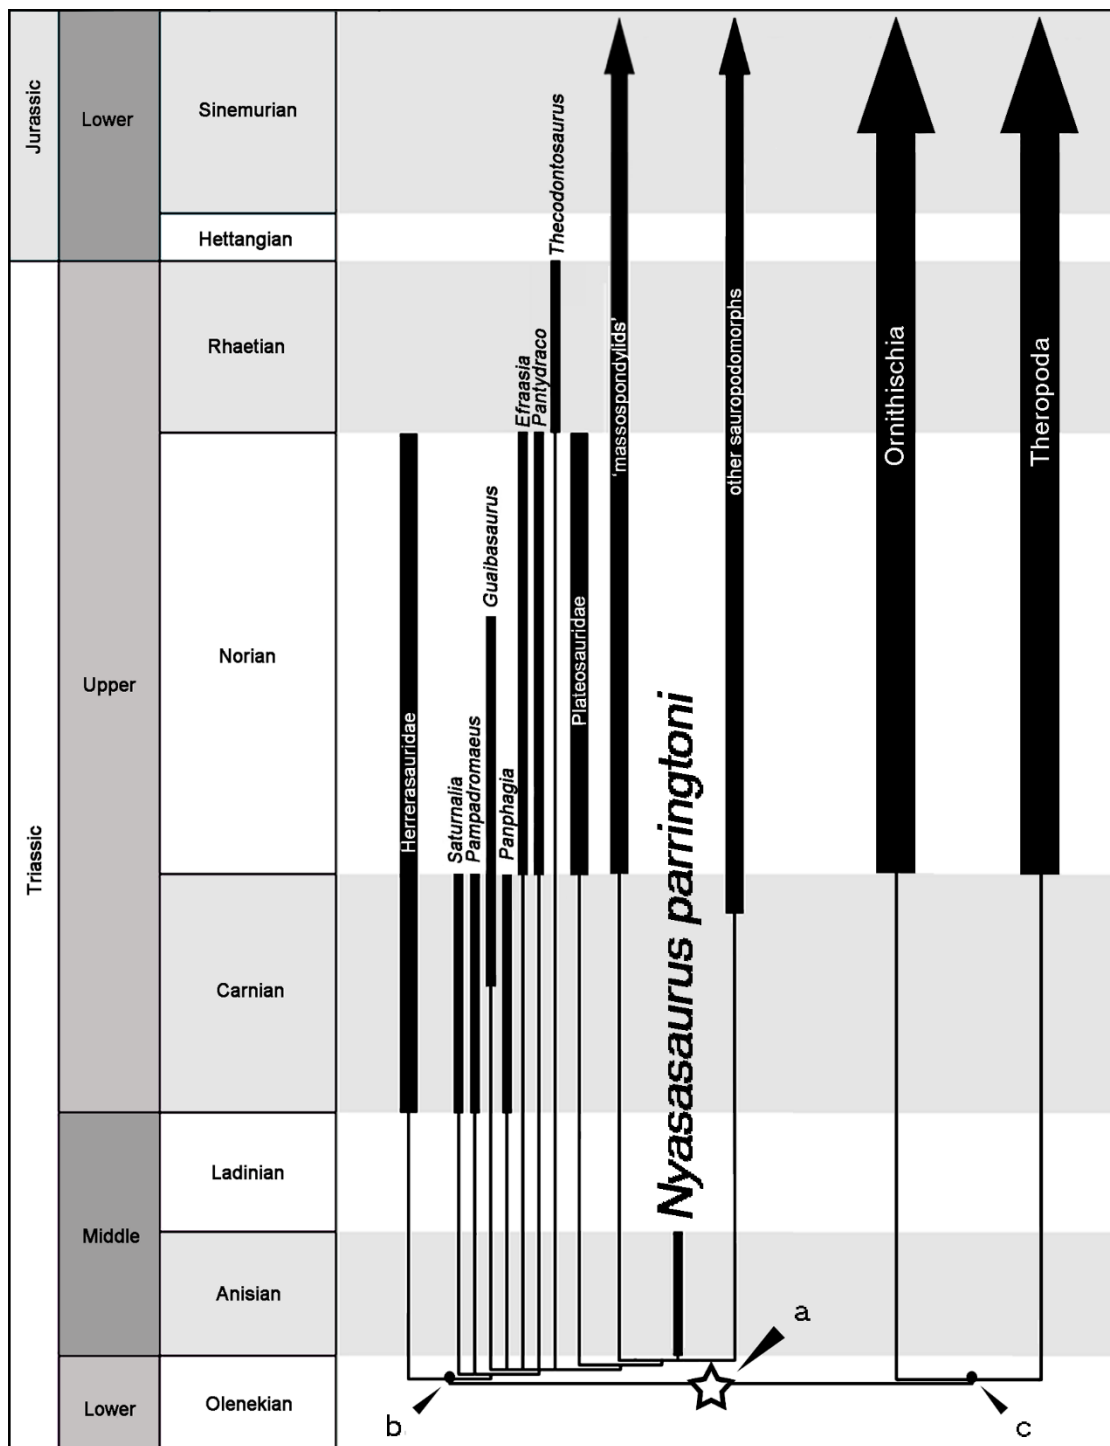 Jurassic
Lower
Sinemurian
Hettangian
Triassic
Upper
Rhaetian
Norian
Carnian
Middle
Ladinian
Anisian
Lower
Olenekian
Herrerasauridae
Saturnalia
Pampadromaeus
Guaibasaurus
Panphagia
Efraasia
Pantydraco
Thecodontosaurus
Plateosauridae
‘massospondylids’
Nyasasaurus parringtoni
other sauropodomorphs
Ornithischia
Theropoda
a
b
c